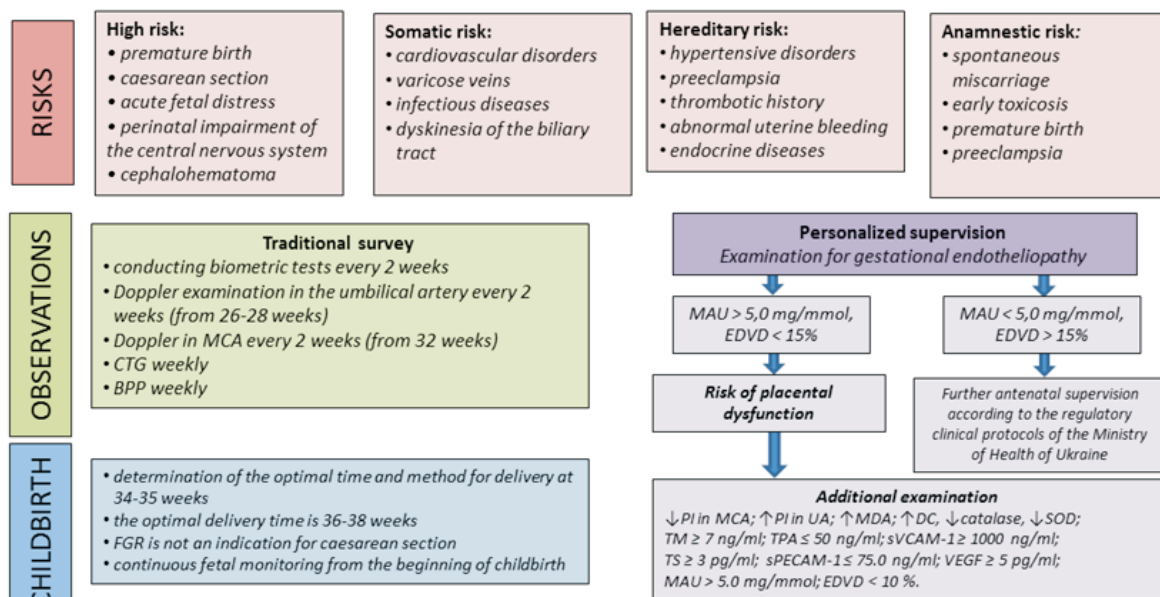 RISKS
High risk:
• premature birth
• caesarean section
• acute fetal distress
• perinatal impairment of
the central nervous system
• cephalohematoma
Somatic risk:
• cardiovascular disorders
• varicose veins
• infectious diseases
• dyskinesia of the biliary
tract
Hereditary risk:
• hypertensive disorders
• preeclampsia
• thrombotic history
• abnormal uterine bleeding
• endocrine diseases
Anamnestic risk:
• spontaneous
miscarriage
• early toxicosis
• premature birth
• preeclampsia
OBSERVATIONS
Traditional survey
• conducting biometric tests every 2 weeks
• Doppler examination in the umbilical artery every 2
weeks (from 26-28 weeks)
• Doppler in MCA every 2 weeks (from 32 weeks)
• CTG weekly
• BPP weekly
Personalized supervision
Examination for gestational endotheliopathy
MAU > 5,0 mg/mmol,
EDVD < 15%
MAU < 5,0 mg/mmol,
EDVD > 15%
Risk of placental
dysfunction
Further antenatal supervision
according to the regulatory
clinical protocols of the Ministry
of Health of Ukraine
CHILDBIRTH
• determination of the optimal time and method for delivery at
34-35 weeks
• the optimal delivery time is 36-38 weeks
• FGR is not an indication for caesarean section
• continuous fetal monitoring from the beginning of childbirth
Additional examination
↓PI in MCA; ↑PI in UA; ↑MDA; ↑DC, ↓catalase, ↓SOD;
TM ≥ 7 ng/ml; TPA ≤ 50 ng/ml; sVCAM-1 ≥ 1000 ng/ml;
TS ≥ 3 pg/ml; sPECAM-1 ≤ 75.0 ng/ml; VEGF ≥ 5 pg/ml;
MAU > 5.0 mg/mmol; EDVD < 10 %.